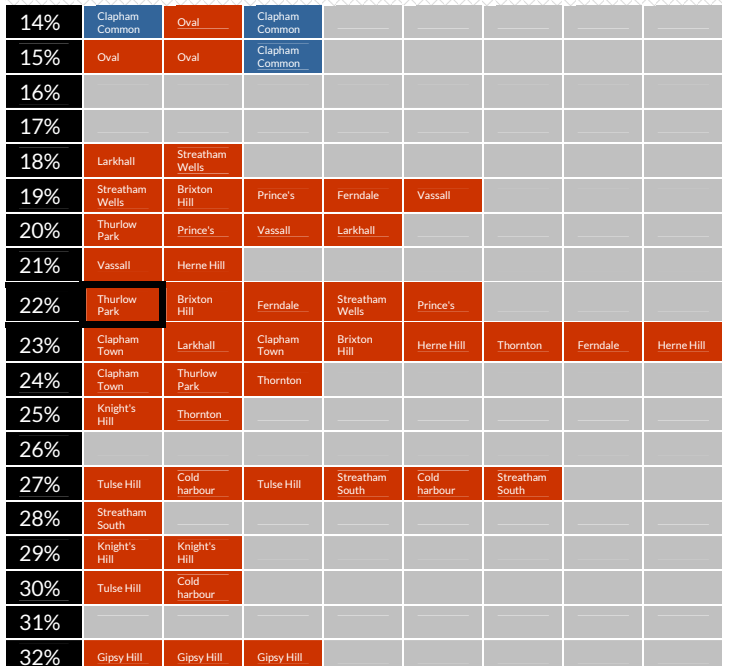 14% Clapham Common Oval Clapham Common
15% Oval Oval Clapham Common
16%
17%
18% Larkhall Streatham Wells
19% Streatham Wells Brixton Hill Prince's Ferndale Vassall
20% Thurlow Park Prince's Vassall Larkhall
21% Vassall Herne Hill
22% Thurlow Park Brixton Hill Ferndale Streatham Wells Prince's
23% Clapham Town Larkhall Clapham Town Brixton Hill Herne Hill Thornton Ferndale Herne Hill
24% Clapham Town Thurlow Park Thornton
25% Knight's Hill Thornton
26%
27% Tulse Hill Cold harbour Tulse Hill Streatham South Cold harbour Streatham South
28% Streatham South
29% Knight's Hill Knight's Hill
30% Tulse Hill Cold harbour
31%
32% Gipsy Hill Gipsy Hill Gipsy Hill